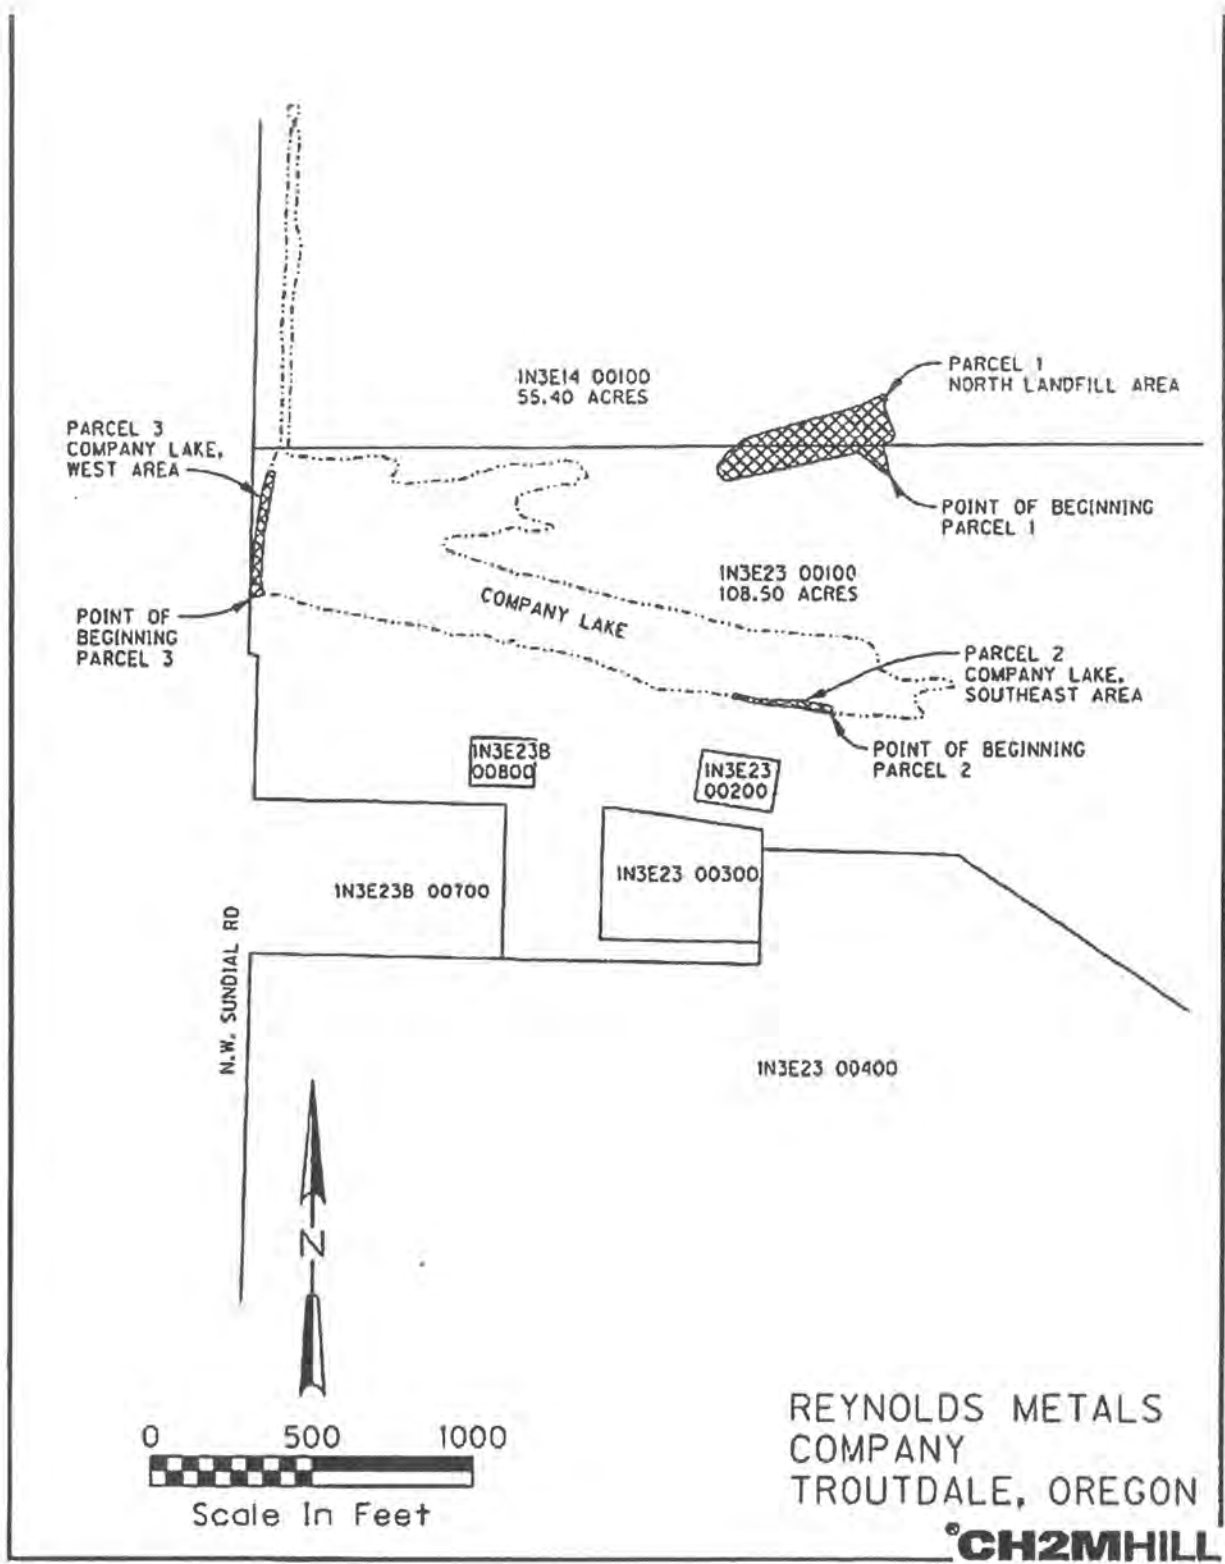 1N3E14 00100
55.40 ACRES
PARCEL 1
NORTH LANDFILL AREA
PARCEL 3
COMPANY LAKE,
WEST AREA
POINT OF BEGINNING
PARCEL 1
1N3E23 00100
108.50 ACRES
COMPANY LAKE
POINT OF
BEGINNING
PARCEL 3
PARCEL 2
COMPANY LAKE,
SOUTHEAST AREA
POINT OF BEGINNING
PARCEL 2
1N3E23B
00800
1N3E23
00200
1N3E23 00300
1N3E23B 00700
N.W. SUNDIAL RD
1N3E23 00400
N
0 500 1000
Scale In Feet
REYNOLDS METALS
COMPANY
TROUTDALE, OREGON
®CH2MHILL